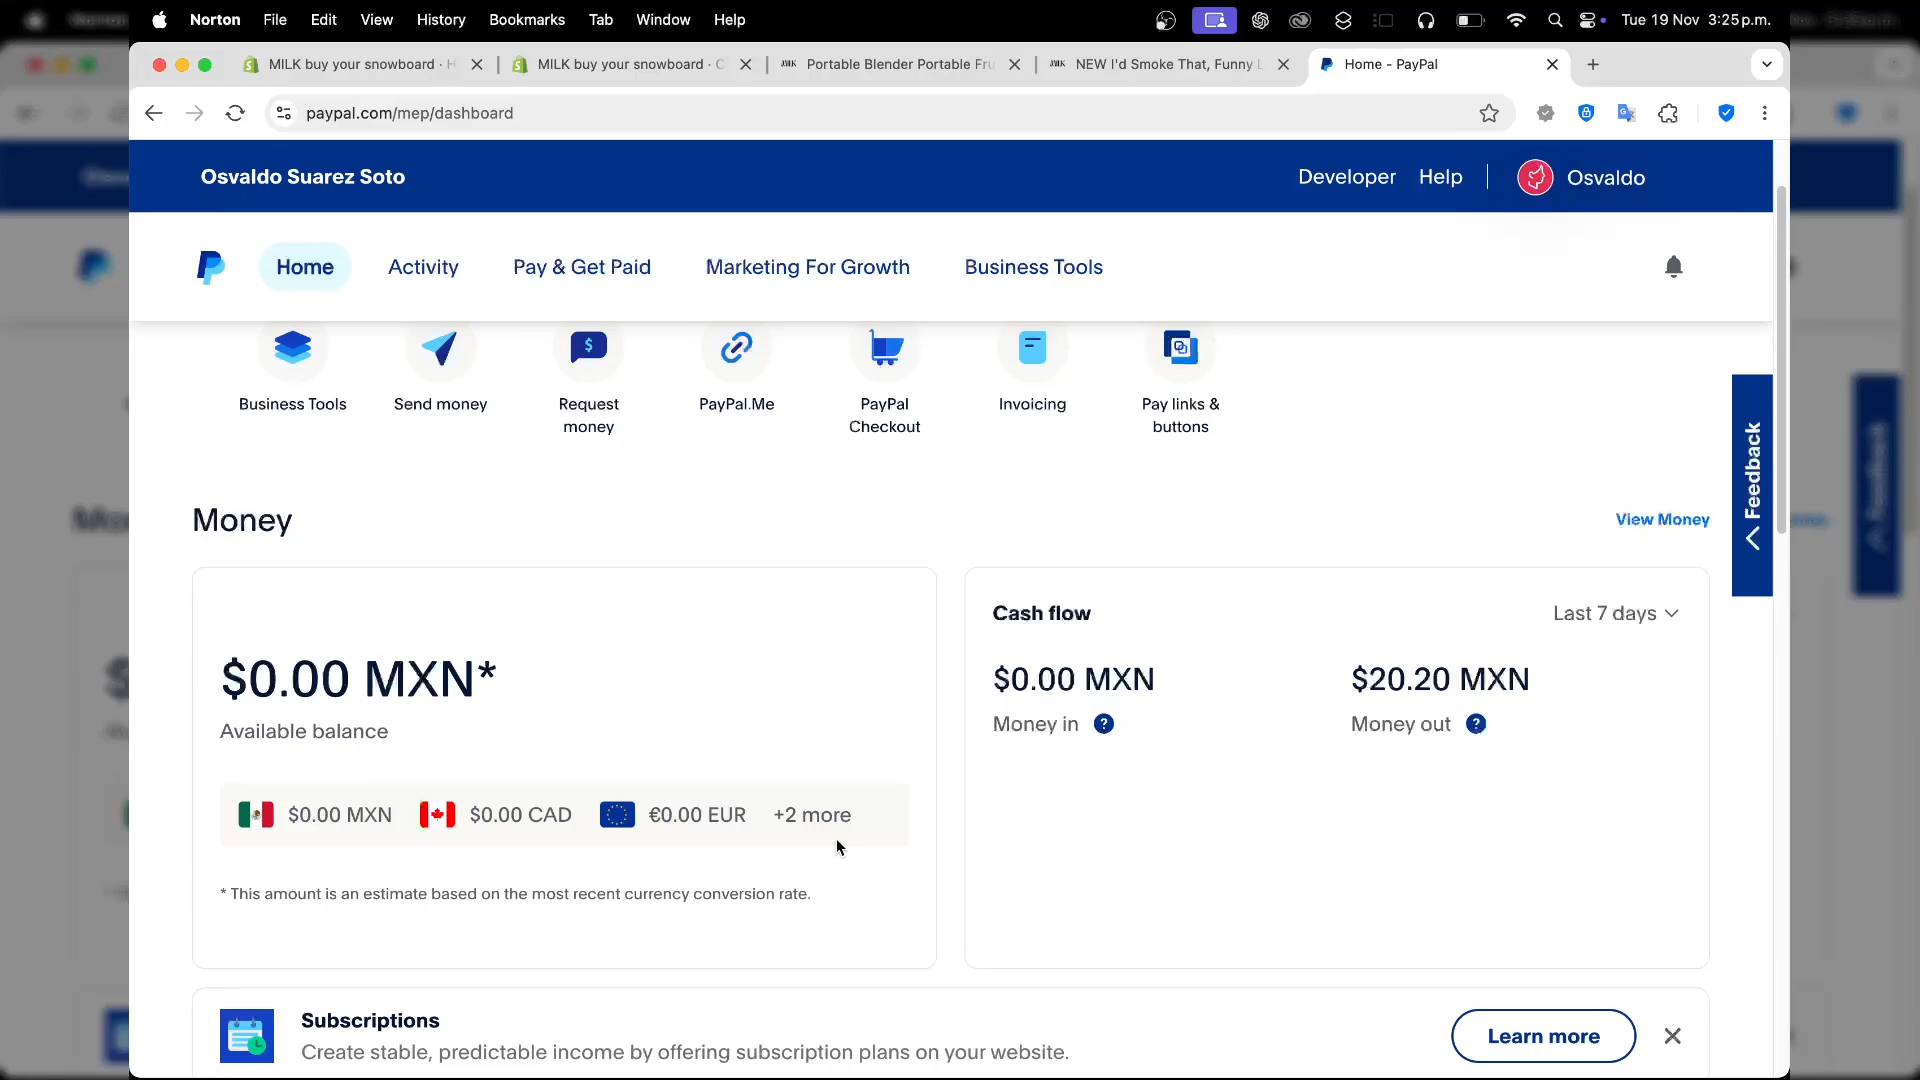 Norton File Edit View History Bookmarks Tab Window Help Tue 19 Nov 3:25 p.m.
MILK buy your snowboard · H MILK buy your snowboard · C Portable Blender Portable Fru NEW I'd Smoke That, Funny L Home - PayPal
paypal.com/mep/dashboard
Osvaldo Suarez Soto Developer Help Osvaldo
Home Activity Pay & Get Paid Marketing For Growth Business Tools
Business Tools Send money Request money PayPal.Me PayPal Checkout Invoicing Pay links & buttons
Feedback
Money View Money
$0.00 MXN*
Available balance
$0.00 MXN $0.00 CAD €0.00 EUR +2 more
* This amount is an estimate based on the most recent currency conversion rate.
Cash flow Last 7 days
$0.00 MXN $20.20 MXN
Money in ? Money out ?
Subscriptions
Create stable, predictable income by offering subscription plans on your website.
Learn more